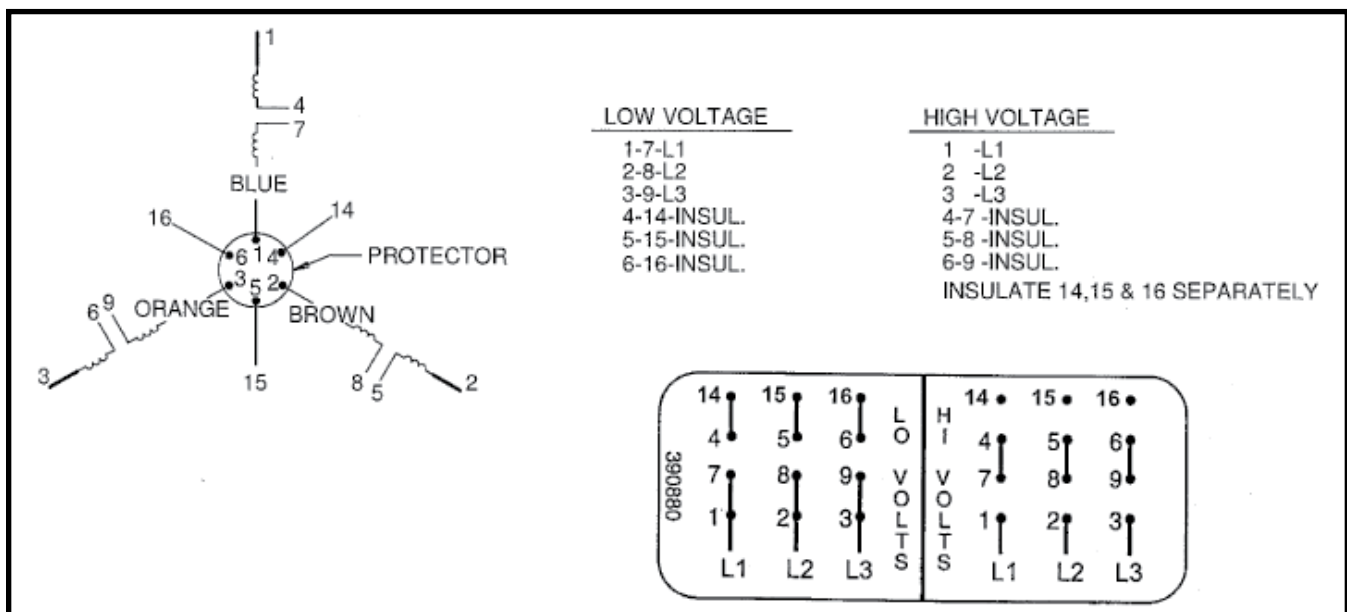 1
4
7
BLUE
16
14
6 1 4
PROTECTOR
3 5 2
ORANGE
BROWN
6 9
3
15
8 5
2
LOW VOLTAGE
1-7-L1
2-8-L2
3-9-L3
4-14-INSUL.
5-15-INSUL.
6-16-INSUL.
HIGH VOLTAGE
1 -L1
2 -L2
3 -L3
4-7 -INSUL.
5-8 -INSUL.
6-9 -INSUL.
INSULATE 14,15 & 16 SEPARATELY
390880
14 15 16
4 5 6
7 8 9
1 2 3
L1 L2 L3
LO VOLTS
HI VOLTS
14 15 16
4 5 6
7 8 9
1 2 3
L1 L2 L3